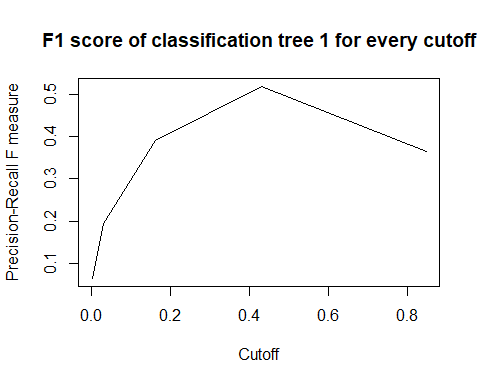 F1 score of classification tree 1 for every cutoff
Precision-Recall F measure
0.5
0.4
0.3
0.2
0.1
0.0 0.2 0.4 0.6 0.8
Cutoff